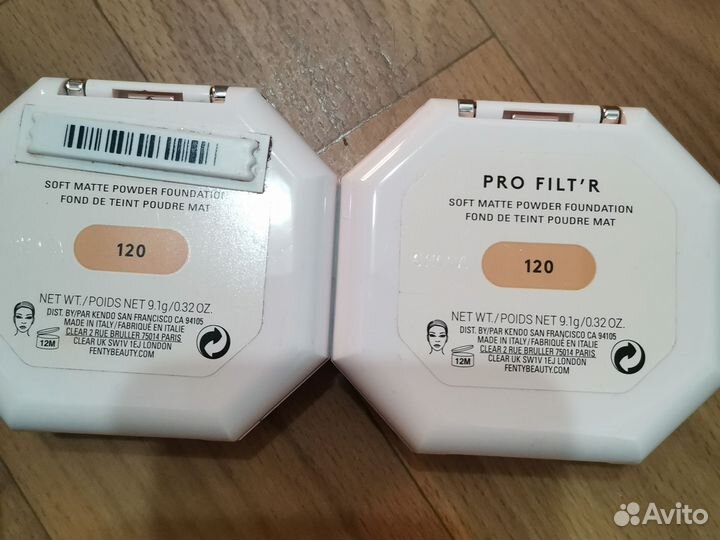 SOFT MATTE POWDER FOUNDATION
FOND DE TEINT POUDRE MAT
120
NET WT./POIDS NET 9.1g/0.32 OZ.
DIST. BY/PAR KENDO SAN FRANCISCO CA 94105
MADE IN ITALY/FABRIQUÉ EN ITALIE
CLEAR 2 RUE BRULLER 75014 PARIS
CLEAR UK SW1V 1EJ LONDON
FENTYBEAUTY.COM
12M
PRO FILT'R
SOFT MATTE POWDER FOUNDATION
FOND DE TEINT POUDRE MAT
120
NET WT./POIDS NET 9.1g/0.32 OZ.
DIST. BY/PAR KENDO SAN FRANCISCO CA 94105
MADE IN ITALY/FABRIQUÉ EN ITALIE
CLEAR 2 RUE BRULLER 75014 PARIS
CLEAR UK SW1V 1EJ LONDON
FENTYBEAUTY.COM
12M
Avito